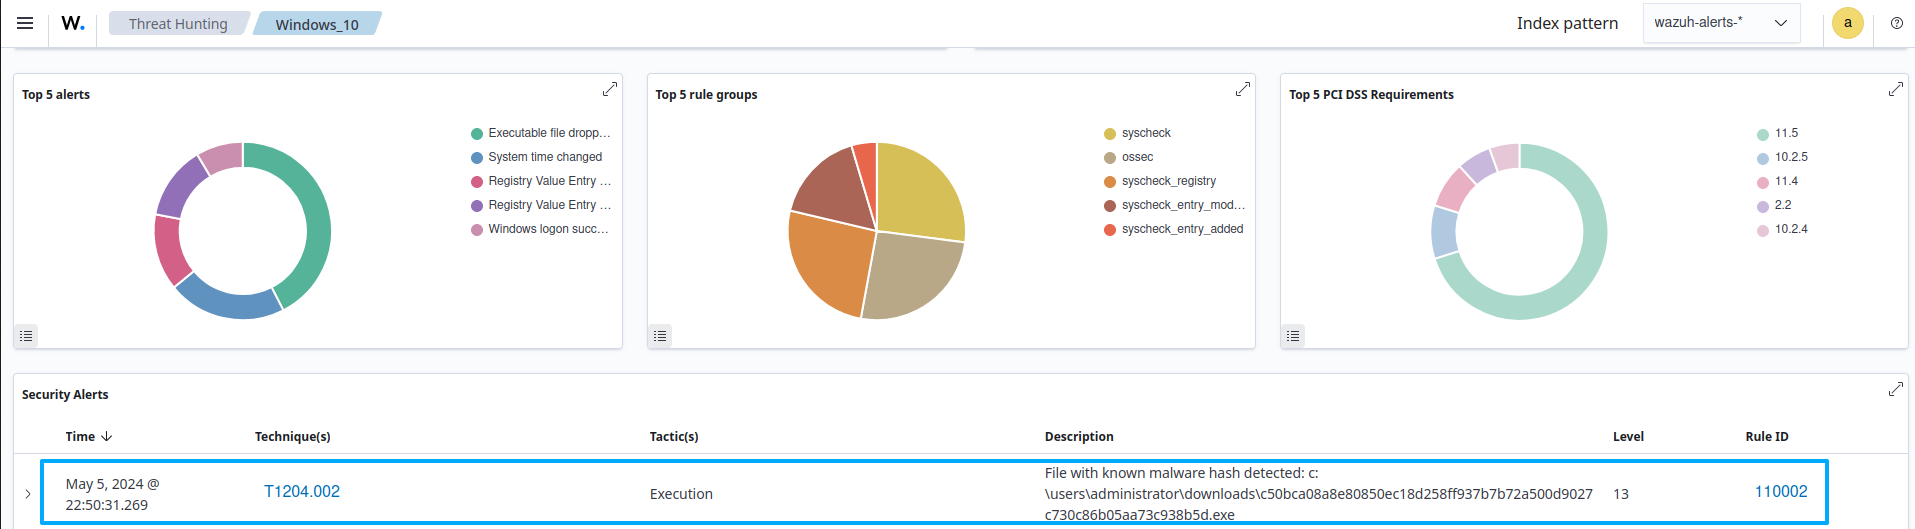 W. Threat Hunting Windows_10 Index pattern wazuh-alerts-* a
Top 5 alerts
Executable file dropp...
System time changed
Registry Value Entry ...
Registry Value Entry ...
Windows logon succ...
Top 5 rule groups
syscheck
ossec
syscheck_registry
syscheck_entry_mod...
syscheck_entry_added
Top 5 PCI DSS Requirements
11.5
10.2.5
11.4
2.2
10.2.4
Security Alerts
Time Technique(s) Tactic(s) Description Level Rule ID
May 5, 2024 @
22:50:31.269
T1204.002
Execution
File with known malware hash detected: c:
\users\administrator\downloads\c50bca08a8e80850ec18d258ff937b7b72a500d9027
c730c86b05aa73c938b5d.exe
13
110002